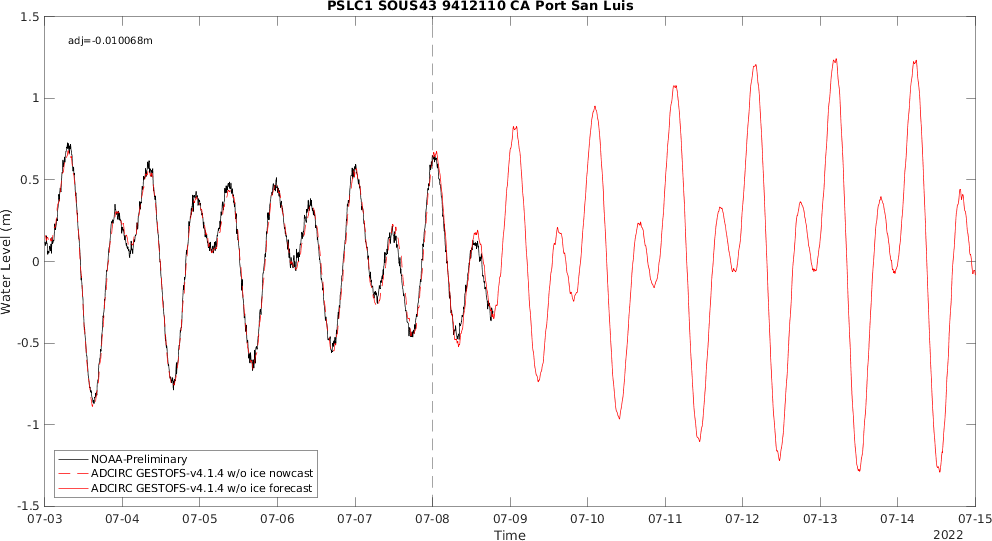 PSLC1 SOUS43 9412110 CA Port San Luis
1.5
adj=-0.010068m
1
0.5
0
-0.5
-1
-1.5
Water Level (m)
NOAA-Preliminary
ADCIRC GESTOFS-v4.1.4 w/o ice nowcast
ADCIRC GESTOFS-v4.1.4 w/o ice forecast
07-03 07-04 07-05 07-06 07-07 07-08 07-09 07-10 07-11 07-12 07-13 07-14 07-15
Time
2022